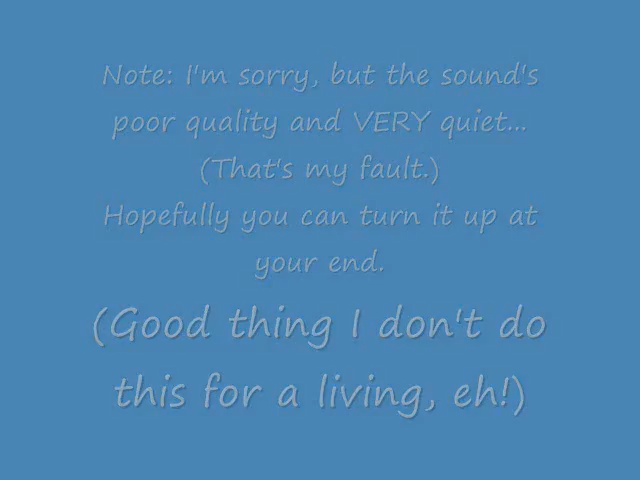 Note: I'm sorry, but the sound's
poor quality and VERY quiet...
(That's my fault.)
Hopefully you can turn it up at
your end.
(Good thing I don't do
this for a living, eh!)